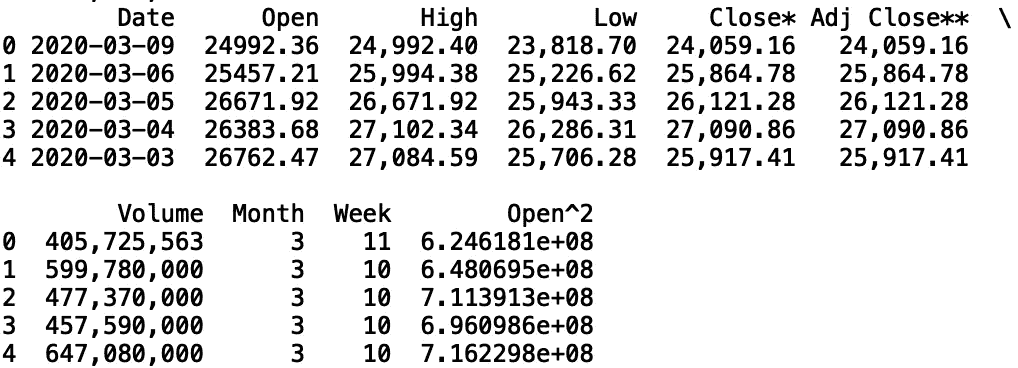 Date Open High Low Close* Adj Close** \
0 2020-03-09 24992.36 24,992.40 23,818.70 24,059.16 24,059.16
1 2020-03-06 25457.21 25,994.38 25,226.62 25,864.78 25,864.78
2 2020-03-05 26671.92 26,671.92 25,943.33 26,121.28 26,121.28
3 2020-03-04 26383.68 27,102.34 26,286.31 27,090.86 27,090.86
4 2020-03-03 26762.47 27,084.59 25,706.28 25,917.41 25,917.41
Volume Month Week Open^2
0 405,725,563 3 11 6.246181e+08
1 599,780,000 3 10 6.480695e+08
2 477,370,000 3 10 7.113913e+08
3 457,590,000 3 10 6.960986e+08
4 647,080,000 3 10 7.162298e+08